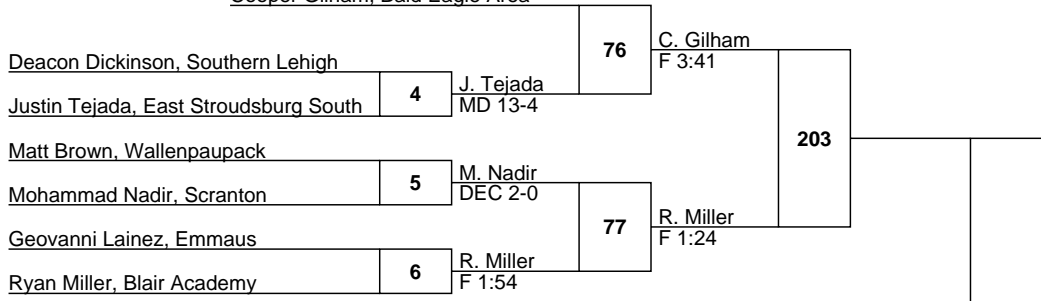 Cooper Gilham, Bald Eagle Area
76
C. Gilham
F 3:41
Deacon Dickinson, Southern Lehigh
4
J. Tejada
MD 13-4
Justin Tejada, East Stroudsburg South
203
Matt Brown, Wallenpaupack
5
M. Nadir
DEC 2-0
Mohammad Nadir, Scranton
77
R. Miller
F 1:24
Geovanni Lainez, Emmaus
6
R. Miller
F 1:54
Ryan Miller, Blair Academy